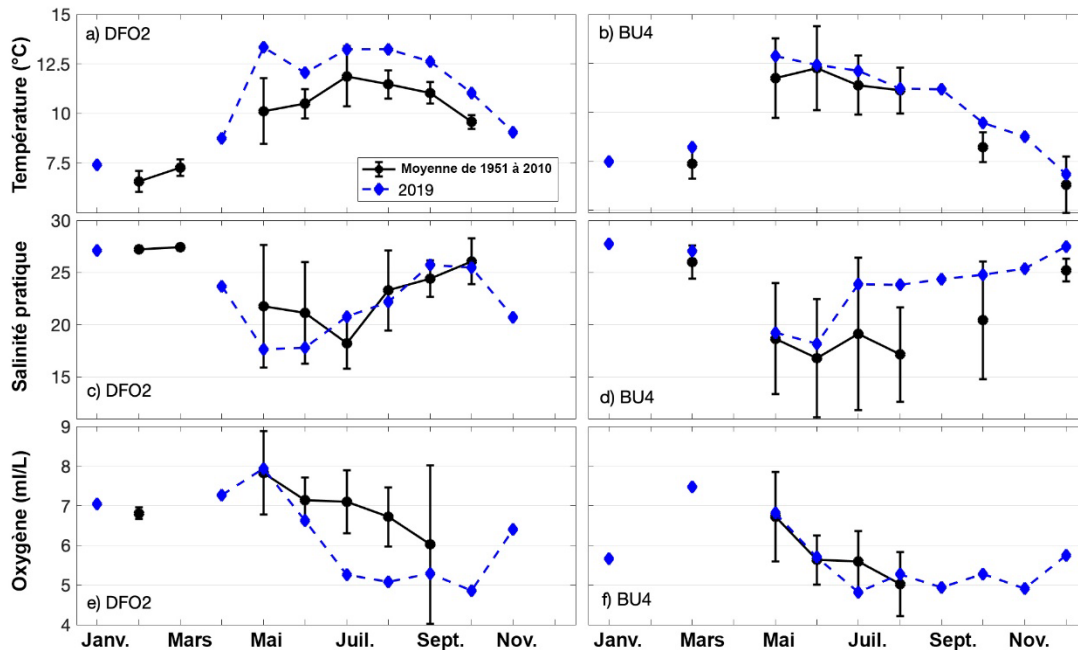 Température (°C)
15
12.5
10
7.5
a) DFO2
Moyenne de 1951 à 2010
2019
b) BU4
Salinité pratique
30
25
20
15
c) DFO2
d) BU4
Oxygène (ml/L)
9
8
7
6
5
4
e) DFO2
f) BU4
Janv. Mars Mai Juil. Sept. Nov.
Janv. Mars Mai Juil. Sept. Nov.